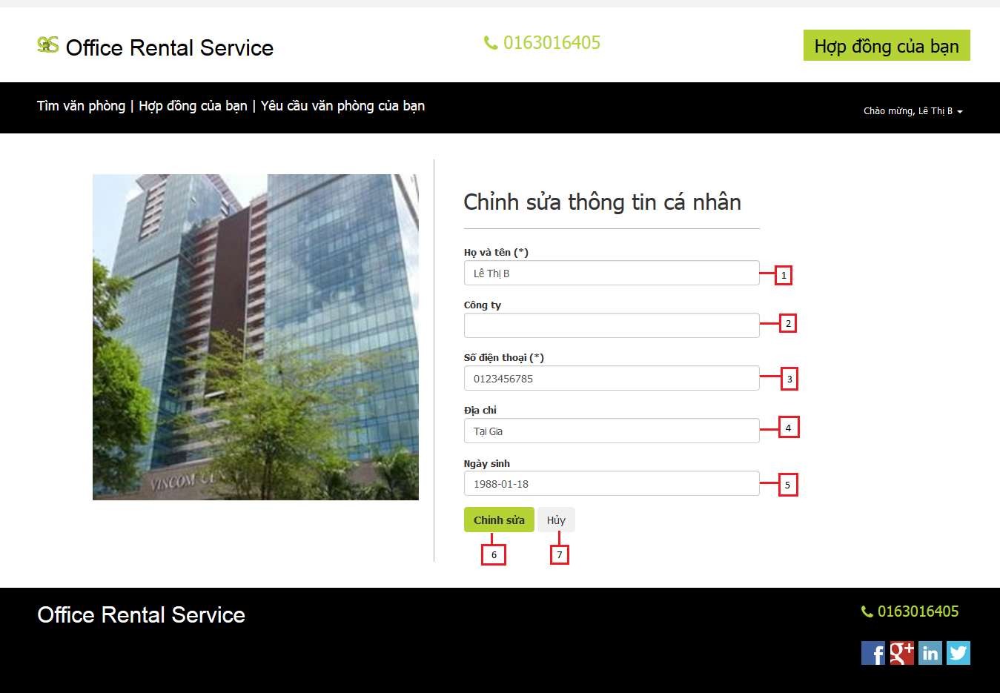 Office Rental Service
0163016405
Hợp đồng của bạn
Tìm văn phòng | Hợp đồng của bạn | Yêu cầu văn phòng của bạn
Chào mừng, Lê Thị B
VINCOM
Chỉnh sửa thông tin cá nhân
Họ và tên (*)
Lê Thị B
1
Công ty
2
Số điện thoại (*)
0123456785
3
Địa chỉ
Tại Gia
4
Ngày sinh
1988-01-18
5
Chỉnh sửa
Hủy
6
7
Office Rental Service
0163016405